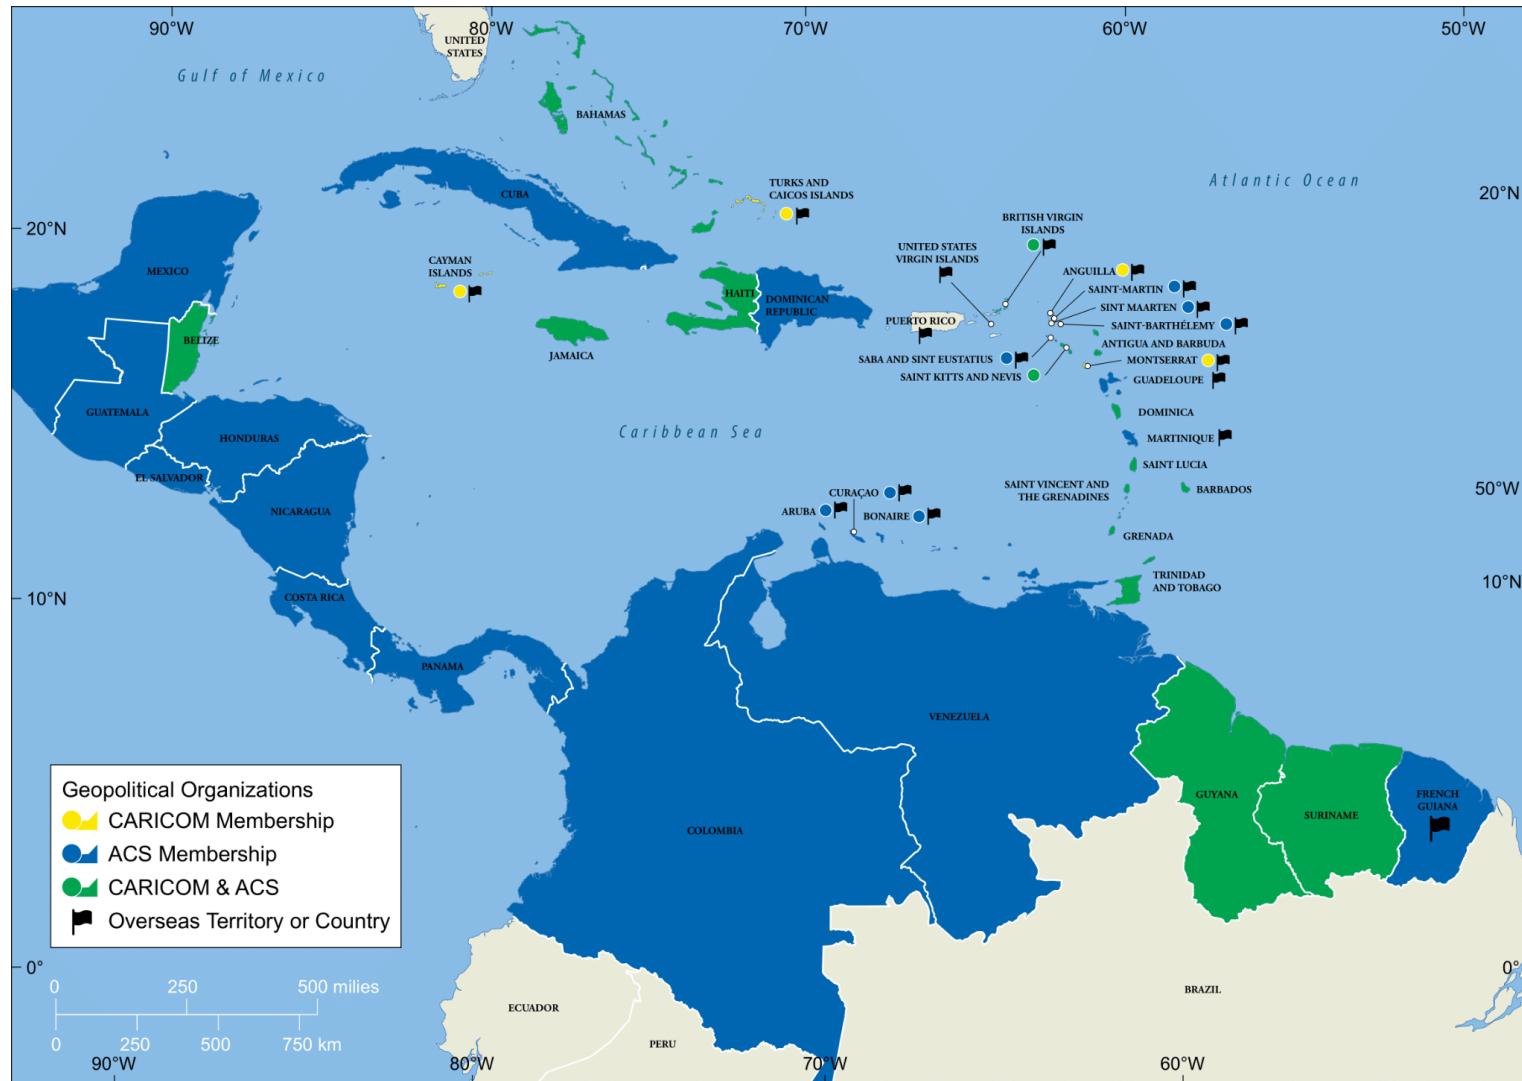 90°W
80°W
70°W
60°W
50°W
UNITED
STATES
Gulf of Mexico
BAHAMAS
Atlantic Ocean
20°N
TURKS AND
CAICOS ISLANDS
CUBA
20°N
BRITISH VIRGIN
ISLANDS
UNITED STATES
VIRGIN ISLANDS
CAYMAN
ISLANDS
MEXICO
ANGUILLA
SAINT-MARTIN
SINT MAARTEN
SAINT-BARTHÉLEMY
HAITI
DOMINICAN
REPUBLIC
PUERTO RICO
BELIZE
JAMAICA
ANTIGUA AND BARBUDA
SABA AND SINT EUSTATIUS
MONTSERRAT
SAINT KITTS AND NEVIS
GUADELOUPE
GUATEMALA
DOMINICA
HONDURAS
Caribbean Sea
MARTINIQUE
EL SALVADOR
SAINT LUCIA
SAINT VINCENT AND
THE GRENADINES
BARBADOS
50°W
CURAÇAO
ARUBA
BONAIRE
NICARAGUA
GRENADA
TRINIDAD
AND TOBAGO
10°N
10°N
COSTA RICA
PANAMA
VENEZUELA
GUYANA
SURINAME
FRENCH
GUIANA
COLOMBIA
Geopolitical Organizations
CARICOM Membership
ACS Membership
CARICOM & ACS
Overseas Territory or Country
0°
0°
0 250 500 milies
0 250 500 750 km
ECUADOR
PERU
BRAZIL
90°W
80°W
70°W
60°W